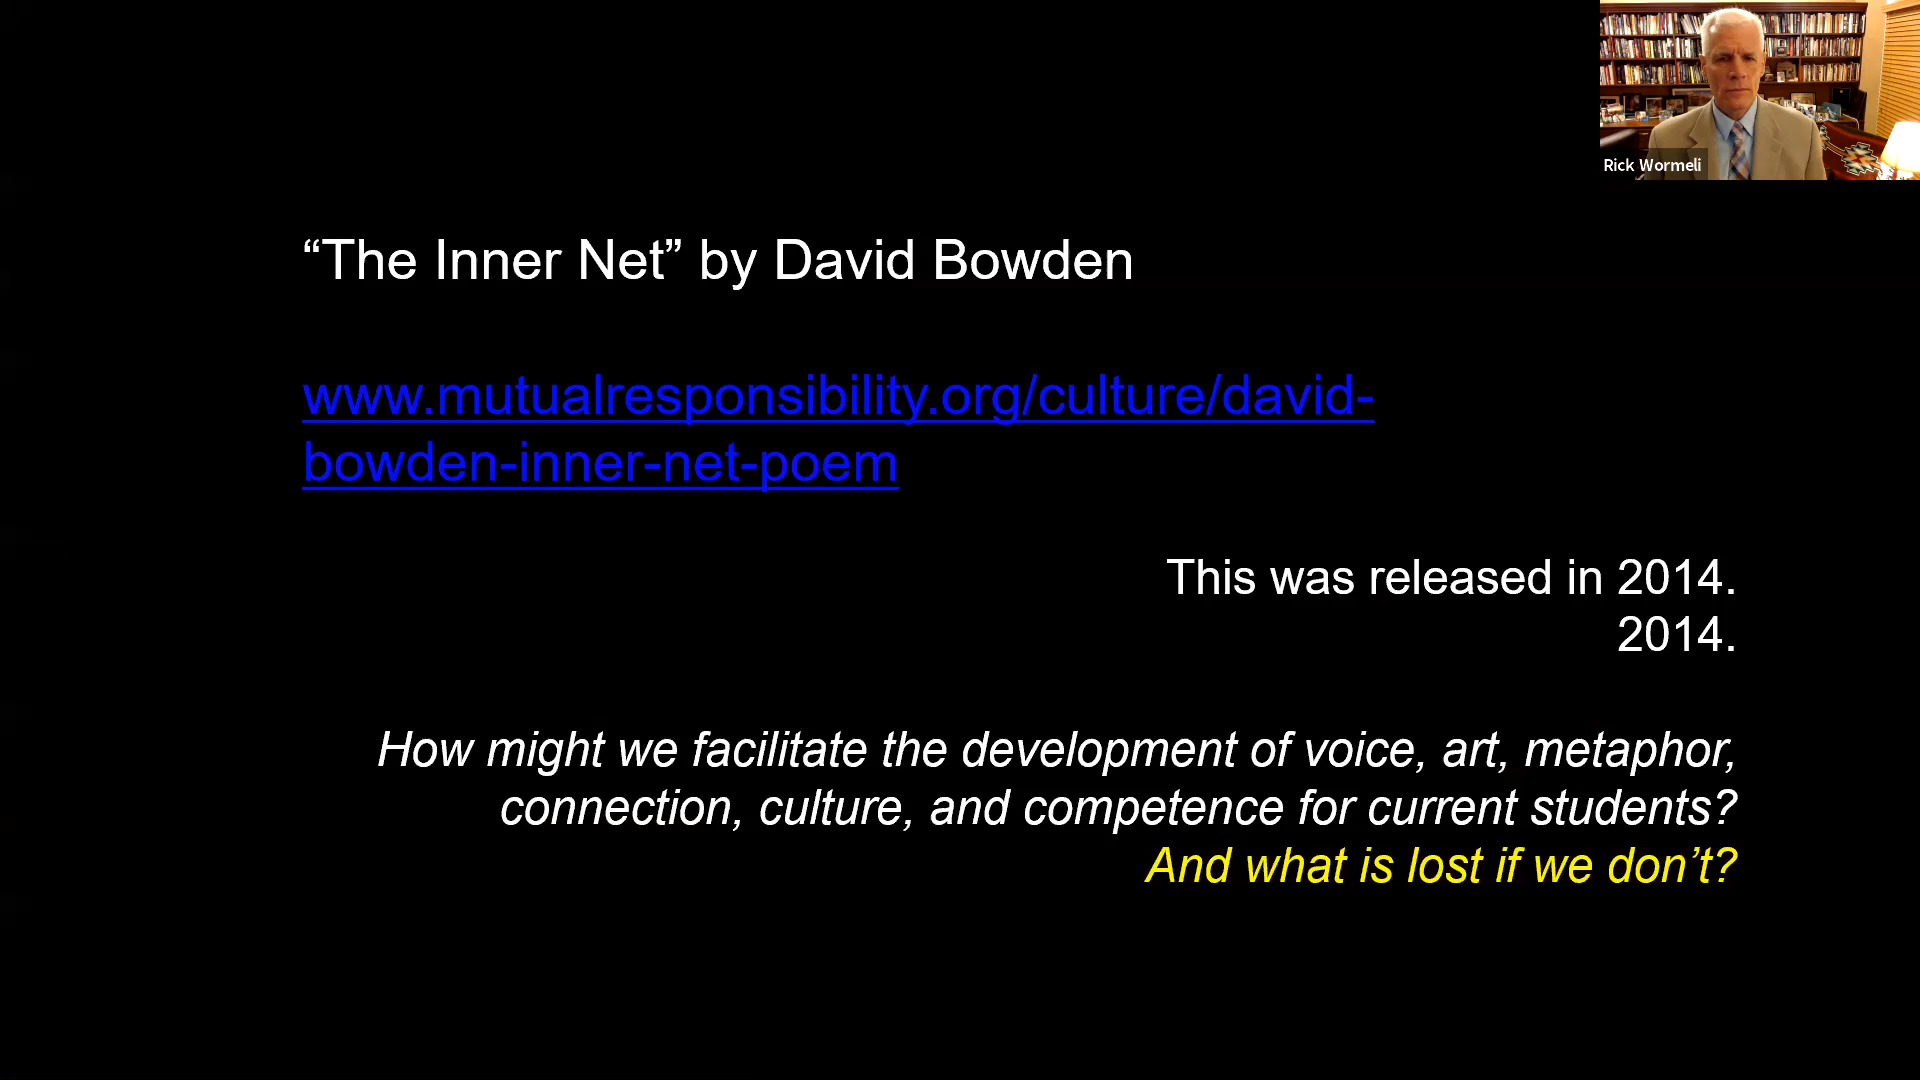 Rick Wormeli
“The Inner Net” by David Bowden
www.mutualresponsibility.org/culture/david-
bowden-inner-net-poem
This was released in 2014.
2014.
How might we facilitate the development of voice, art, metaphor,
connection, culture, and competence for current students?
And what is lost if we don’t?